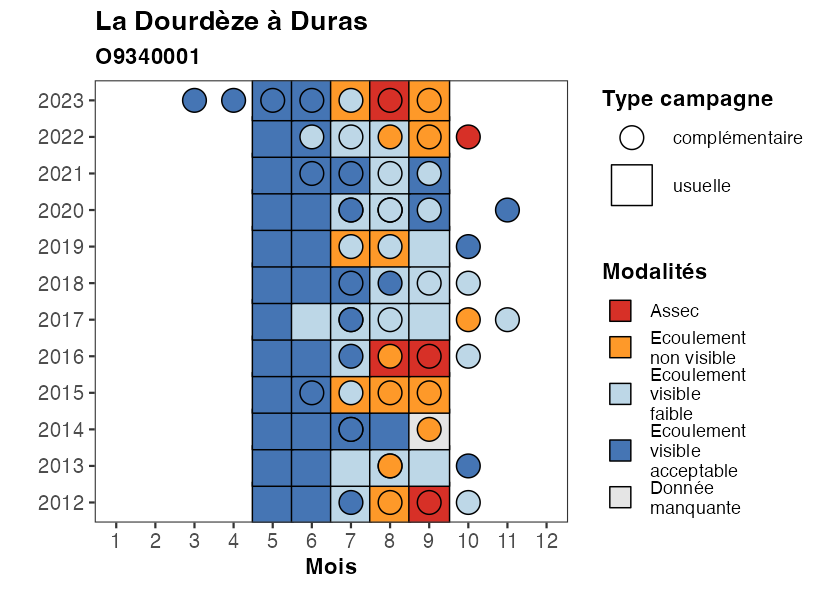 La Dourdèze à Duras
O9340001
2023
2022
2021
2020
2019
2018
2017
2016
2015
2014
2013
2012
1 2 3 4 5 6 7 8 9 10 11 12
Mois
Type campagne
complémentaire
usuelle
Modalités
Assec
Ecoulement
non visible
Ecoulement
visible
faible
Ecoulement
visible
acceptable
Donnée
manquante